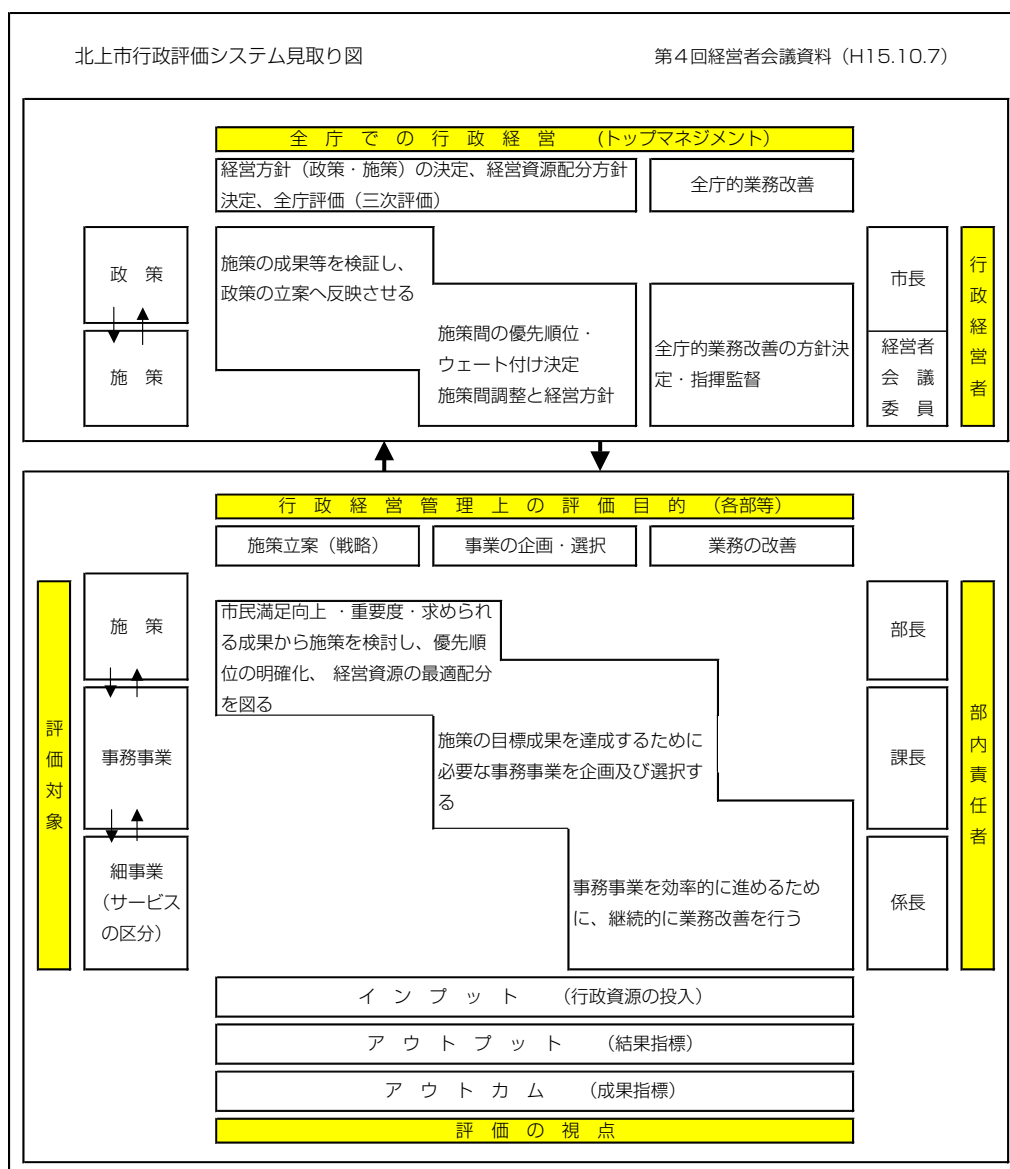 北上市行政評価システム見取り図
第4回経営者会議資料（H15.10.7）
全庁での行政経営　（トップマネジメント）
経営方針（政策・施策）の決定、経営資源配分方針
決定、全庁評価（三次評価）
全庁的業務改善
政　策
施　策
施策の成果等を検証し、
政策の立案へ反映させる
施策間の優先順位・
ウェート付け決定
施策間調整と経営方針
全庁的業務改善の方針決
定・指揮監督
市長
経営者
会　議
委　員
行政経営者
行政経営管理上の評価目的　（各部等）
施策立案（戦略）
事業の企画・選択
業務の改善
評価対象
施　策
事務事業
細事業
（サービス
の区分）
市民満足向上 ・重要度・求められ
る成果から施策を検討し、優先順
位の明確化、 経営資源の最適配分
を図る
施策の目標成果を達成するために
必要な事務事業を企画及び選択す
る
事務事業を効率的に進めるため
に、継続的に業務改善を行う
部長
課長
係長
部内責任者
インプット　（行政資源の投入）
アウトプット　（結果指標）
アウトカム　（成果指標）
評価の視点